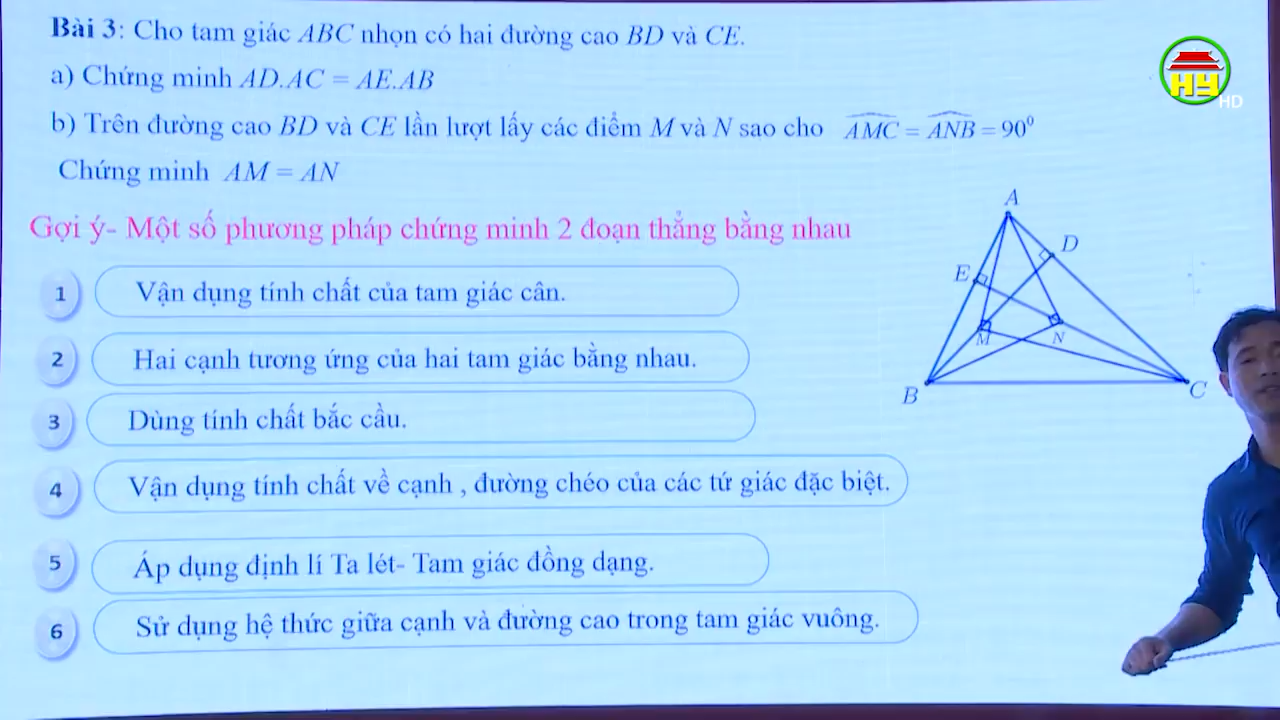 Bài 3: Cho tam giác ABC nhọn có hai đường cao BD và CE.
a) Chứng minh AD.AC = AE.AB
b) Trên đường cao BD và CE lần lượt lấy các điểm M và N sao cho \widehat{AMC} = \widehat{ANB} = 90⁰
Chứng minh AM = AN
Gợi ý- Một số phương pháp chứng minh 2 đoạn thẳng bằng nhau
1 Vận dụng tính chất của tam giác cân.
2 Hai cạnh tương ứng của hai tam giác bằng nhau.
3 Dùng tính chất bắc cầu.
4 Vận dụng tính chất về cạnh , đường chéo của các tứ giác đặc biệt.
5 Áp dụng định lí Ta lét- Tam giác đồng dạng.
6 Sử dụng hệ thức giữa cạnh và đường cao trong tam giác vuông.
A
D
E
M
N
B
C
HY
HD